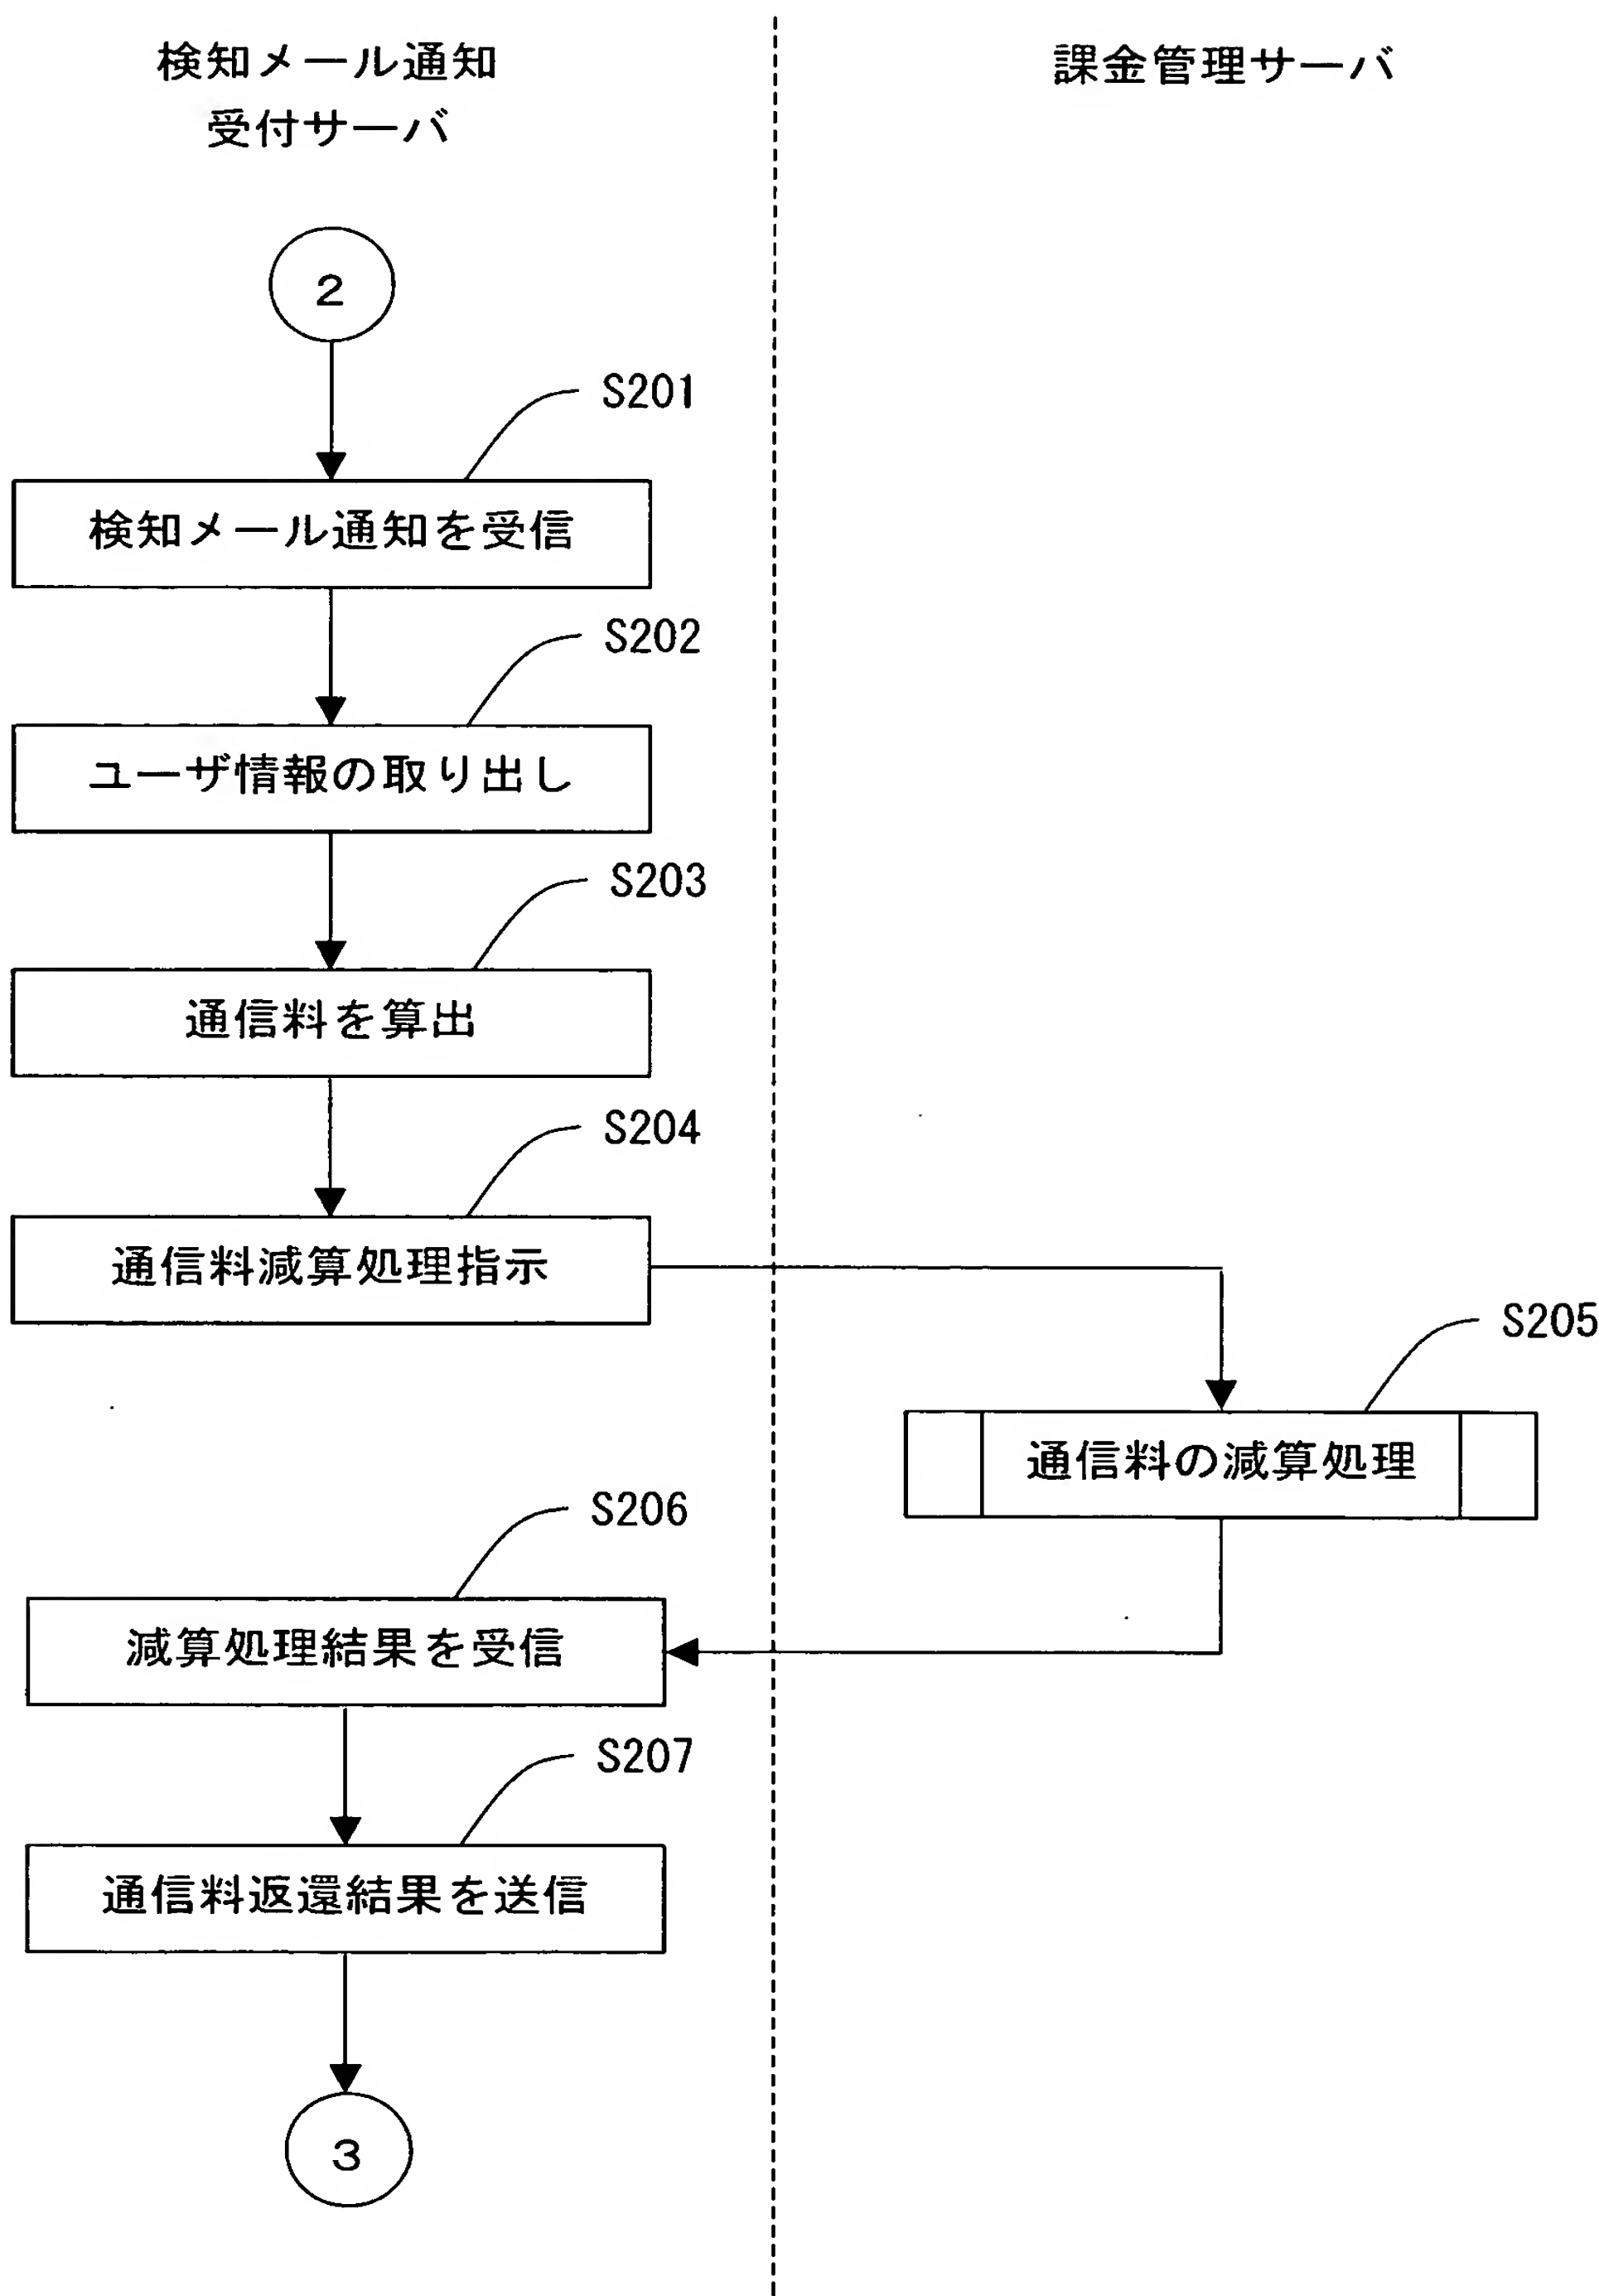 検知メール通知
受付サーバ
課金管理サーバ
2
S201
検知メール通知を受信
S202
ユーザ情報の取り出し
S203
通信料を算出
S204
通信料減算処理指示
S205
通信料の減算処理
S206
減算処理結果を受信
S207
通信料返還結果を送信
3